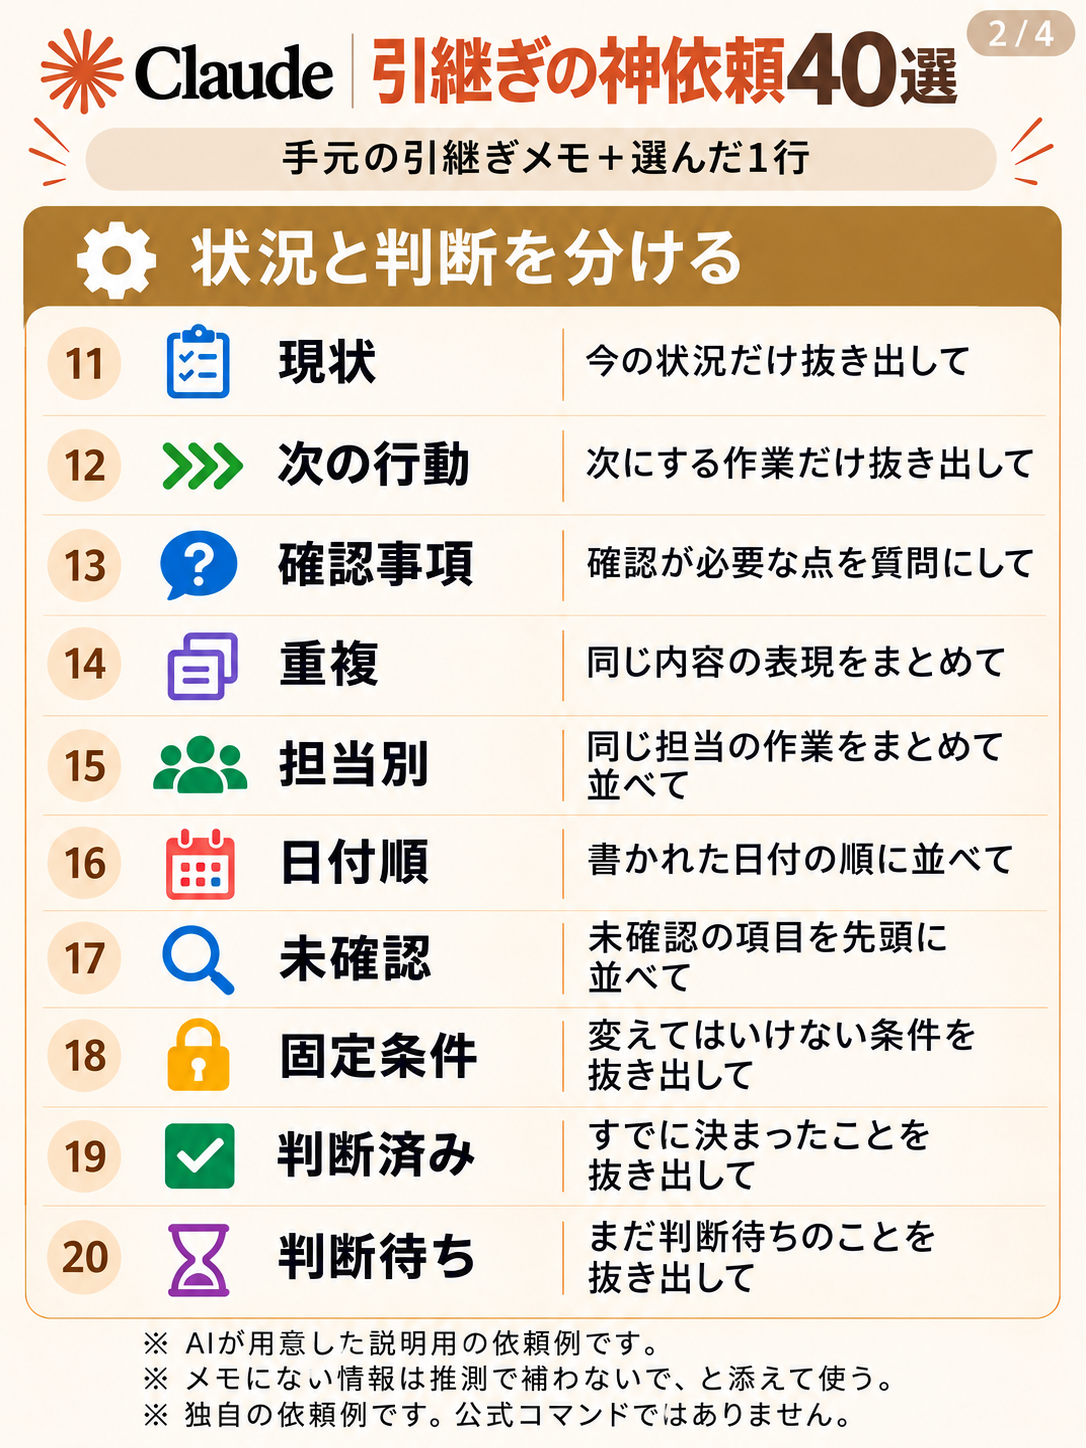 2 / 4
Claude
引継ぎの神依頼40選
手元の引継ぎメモ＋選んだ1行
状況と判断を分ける
11 現状 今の状況だけ抜き出して
12 次の行動 次にする作業だけ抜き出して
13 確認事項 確認が必要な点を質問にして
14 重複 同じ内容の表現をまとめて
15 担当別 同じ担当の作業をまとめて
並べて
16 日付順 書かれた日付の順に並べて
17 未確認 未確認の項目を先頭に
並べて
18 固定条件 変えてはいけない条件を
抜き出して
19 判断済み すでに決まったことを
抜き出して
20 判断待ち まだ判断待ちのことを
抜き出して
※ AIが用意した説明用の依頼例です。
※ メモにない情報は推測で補わないで、と添えて使う。
※ 独自の依頼例です。公式コマンドではありません。